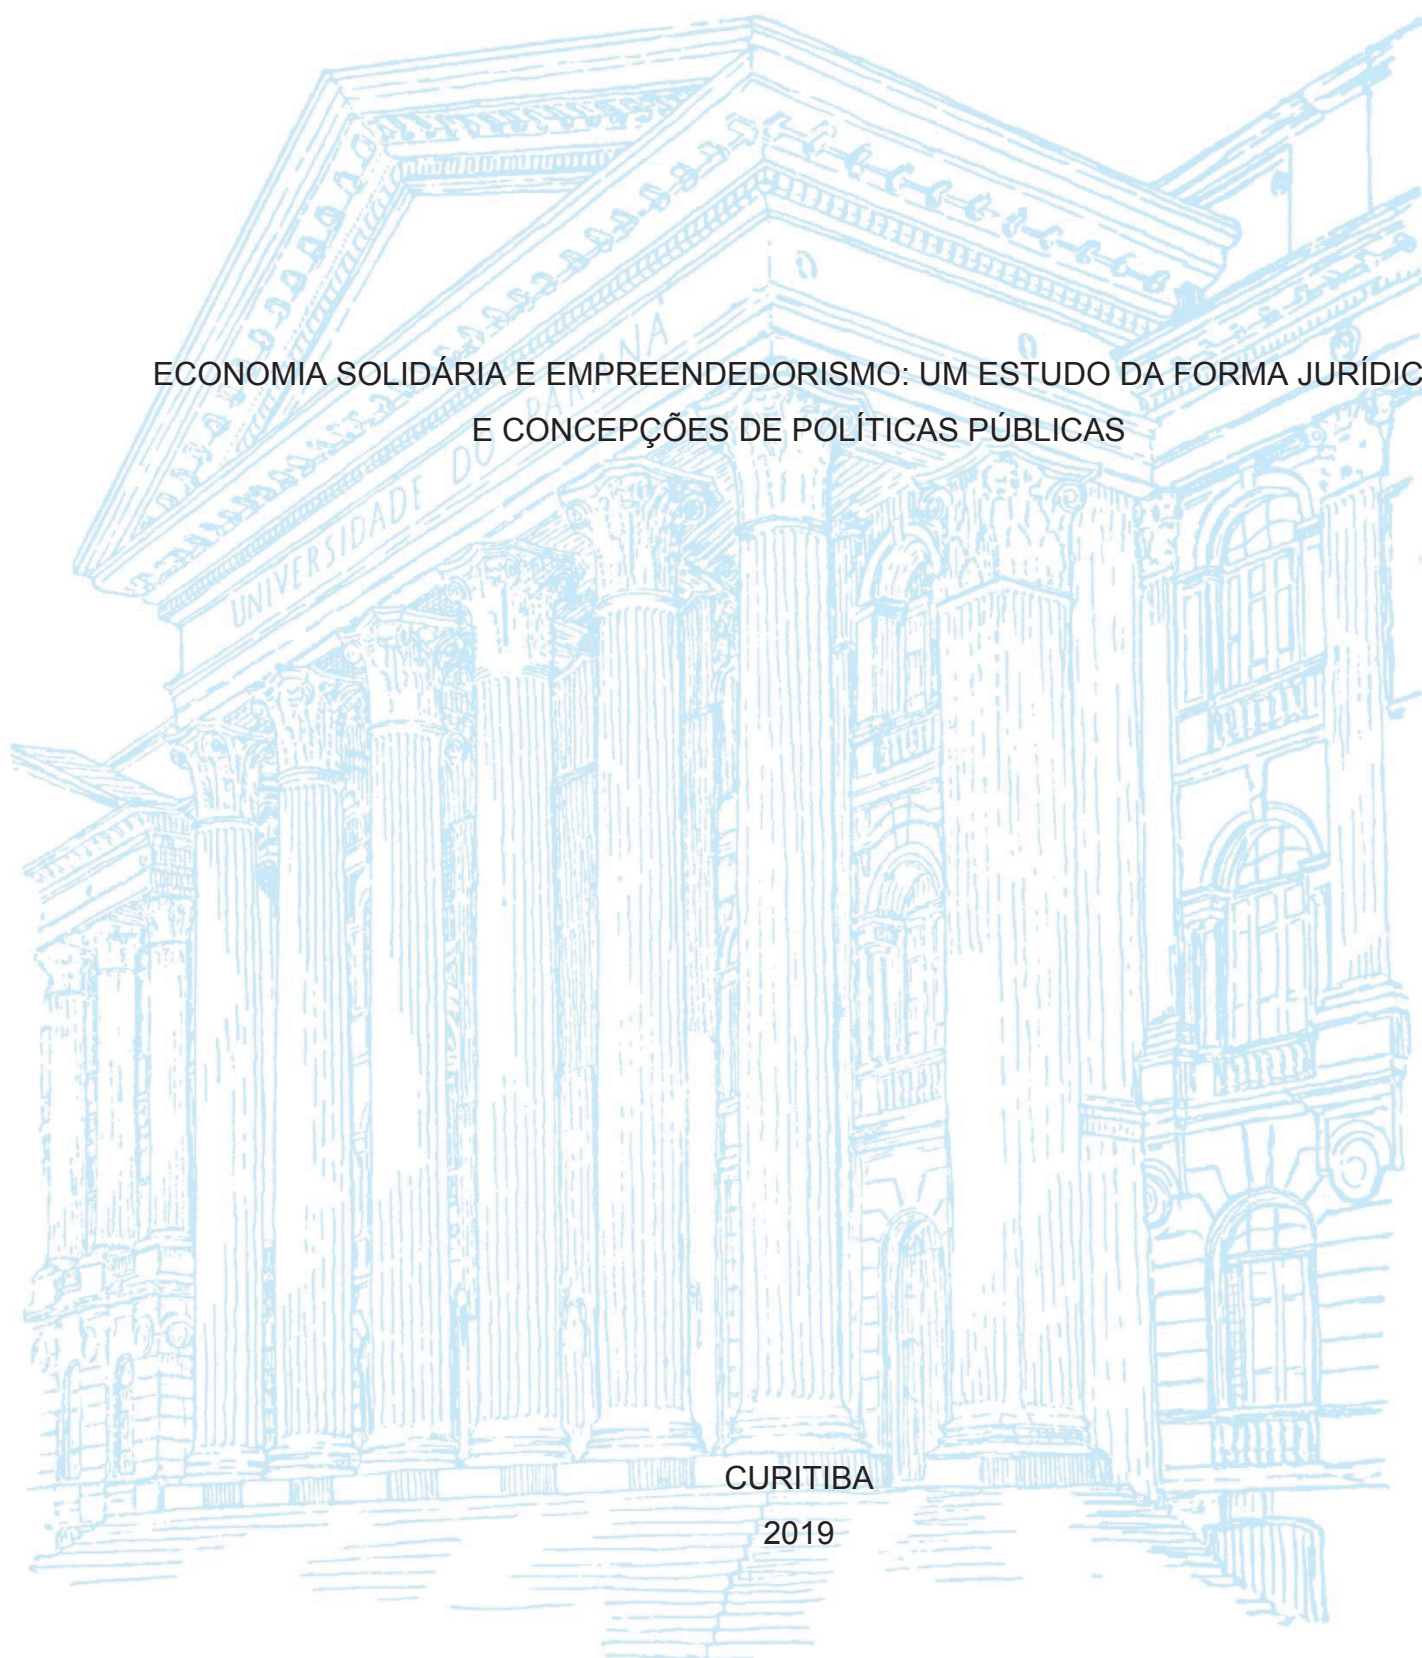 ECONOMIA SOLIDÁRIA E EMPREENDEDORISMO: UM ESTUDO DA FORMA JURÍDIC
E CONCEPÇÕES DE POLÍTICAS PÚBLICAS
UNIVERSIDADE DO PARANÁ
CURITIBA
2019